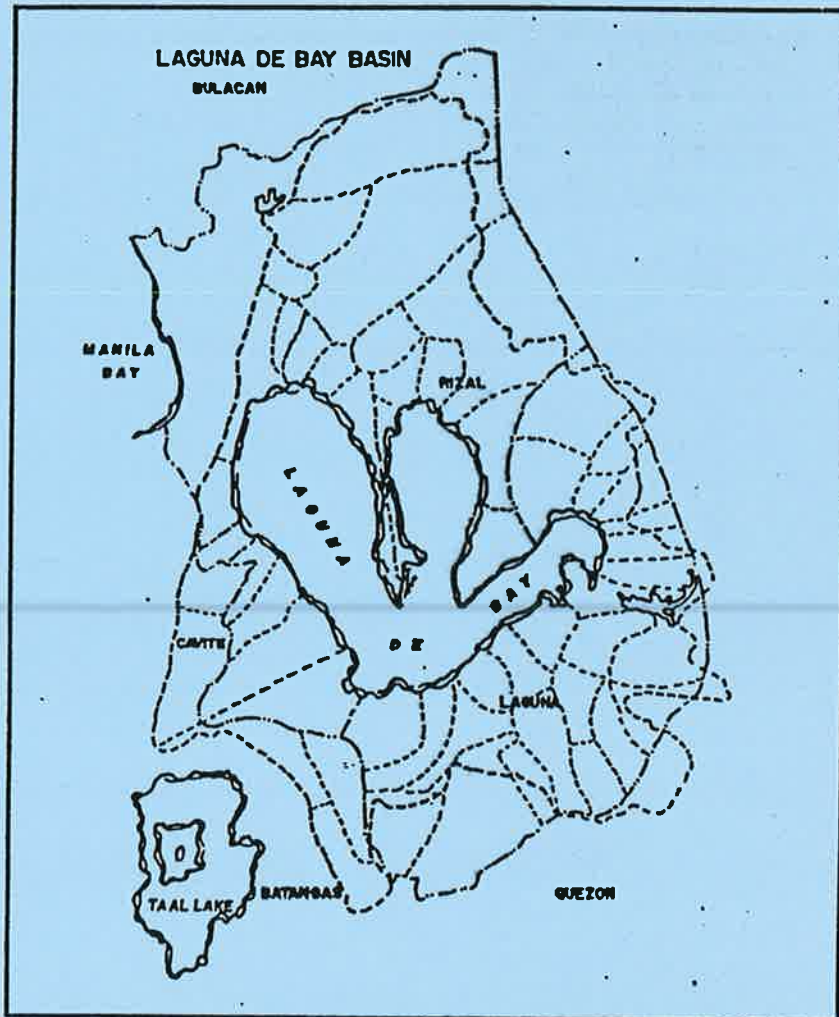 LAGUNA DE BAY BASIN
BULACAN
MANILA
BAY
RIZAL
LAGUNA
DE
BAY
CAVITE
LAGUNA
TAAL LAKE
BATANGAS
QUEZON